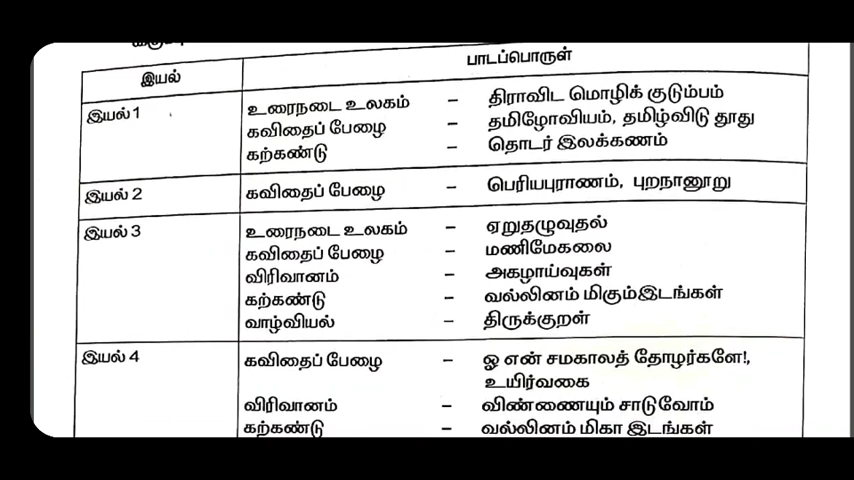 இயல் பாடப்பொருள்
இயல் 1 உரைநடை உலகம் – திராவிட மொழிக் குடும்பம்
கவிதைப் பேழை – தமிழோவியம், தமிழ்விடு தூது
கற்கண்டு – தொடர் இலக்கணம்
இயல் 2 கவிதைப் பேழை – பெரியபுராணம், புறநானூறு
இயல் 3 உரைநடை உலகம் – ஏறுதழுவுதல்
கவிதைப் பேழை – மணிமேகலை
விரிவானம் – அகழாய்வுகள்
கற்கண்டு – வல்லினம் மிகும்இடங்கள்
வாழ்வியல் – திருக்குறள்
இயல் 4 கவிதைப் பேழை – ஓ என் சமகாலத் தோழர்களே!,
உயிர்வகை
விரிவானம் – விண்ணையும் சாடுவோம்
கற்கண்டு – வல்லினம் மிகா இடங்கள்